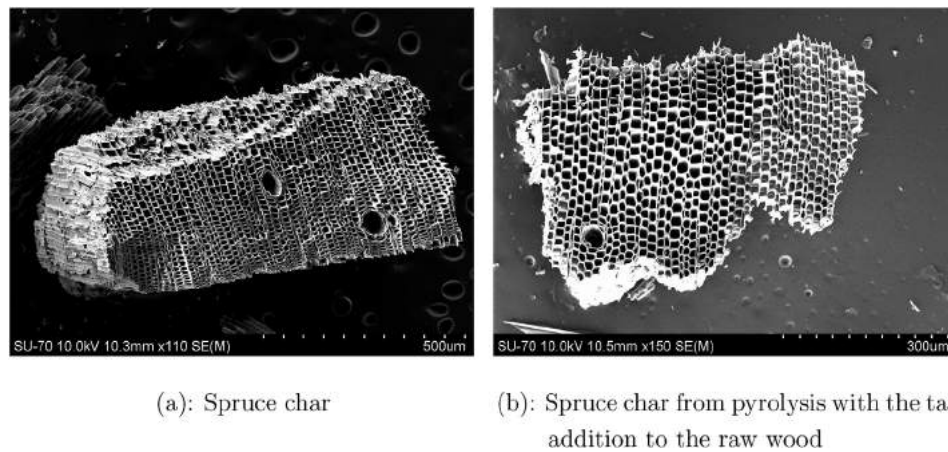 SU-70 10.0kV 10.3mm x110 SE(M) 500um
SU-70 10.0kV 10.5mm x150 SE(M) 300um
(a): Spruce char
(b): Spruce char from pyrolysis with the ta
addition to the raw wood